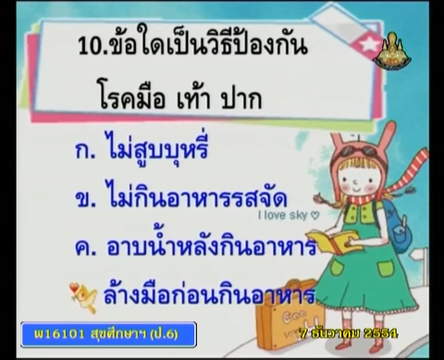 10.ข้อใดเป็นวิธีป้องกัน
โรคมือ เท้า ปาก
ก. ไม่สูบบุหรี่
ข. ไม่กินอาหารรสจัด
I love sky ♡
ค. อาบน้ำหลังกินอาหาร
ล้างมือก่อนกินอาหาร
พ16101 สุขศึกษาฯ (ป.6)
7 ธันวาคม 2554